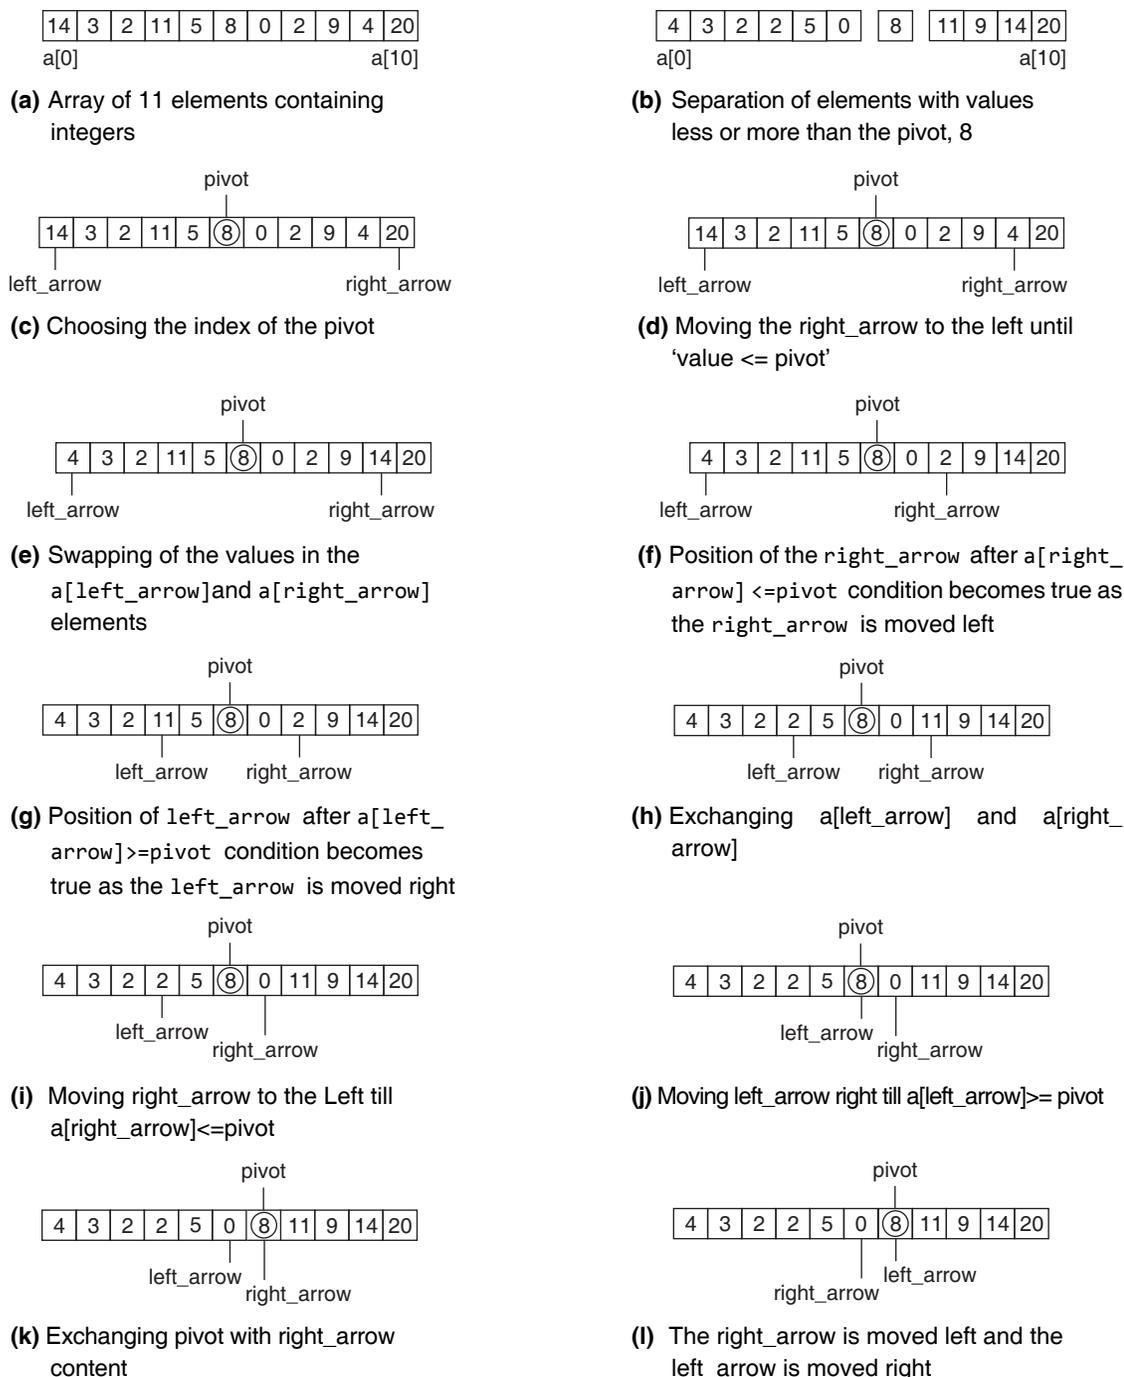 14 3 2 11 5 8 0 2 9 4 20
a[0] a[10]
(a) Array of 11 elements containing
integers
4 3 2 2 5 0 8 11 9 14 20
a[0] a[10]
(b) Separation of elements with values
less or more than the pivot, 8
pivot
14 3 2 11 5 8 0 2 9 4 20
left_arrow right_arrow
(c) Choosing the index of the pivot
pivot
14 3 2 11 5 8 0 2 9 4 20
left_arrow right_arrow
(d) Moving the right_arrow to the left until
‘value <= pivot’
pivot
4 3 2 11 5 8 0 2 9 14 20
left_arrow right_arrow
(e) Swapping of the values in the
a[left_arrow]and a[right_arrow]
elements
pivot
4 3 2 11 5 8 0 2 9 14 20
left_arrow right_arrow
(f) Position of the right_arrow after a[right_
arrow] <=pivot condition becomes true as
the right_arrow is moved left
pivot
4 3 2 11 5 8 0 2 9 14 20
left_arrow right_arrow
(g) Position of left_arrow after a[left_
arrow]>=pivot condition becomes
true as the left_arrow is moved right
pivot
4 3 2 2 5 8 0 11 9 14 20
left_arrow right_arrow
(h) Exchanging a[left_arrow] and a[right_
arrow]
pivot
4 3 2 2 5 8 0 11 9 14 20
left_arrow
right_arrow
(i) Moving right_arrow to the Left till
a[right_arrow]<=pivot
pivot
4 3 2 2 5 8 0 11 9 14 20
left_arrow
right_arrow
(j) Moving left_arrow right till a[left_arrow]>= pivot
pivot
4 3 2 2 5 0 8 11 9 14 20
left_arrow
right_arrow
(k) Exchanging pivot with right_arrow
content
pivot
4 3 2 2 5 0 8 11 9 14 20
left_arrow
right_arrow
(l) The right_arrow is moved left and the
left_arrow is moved right